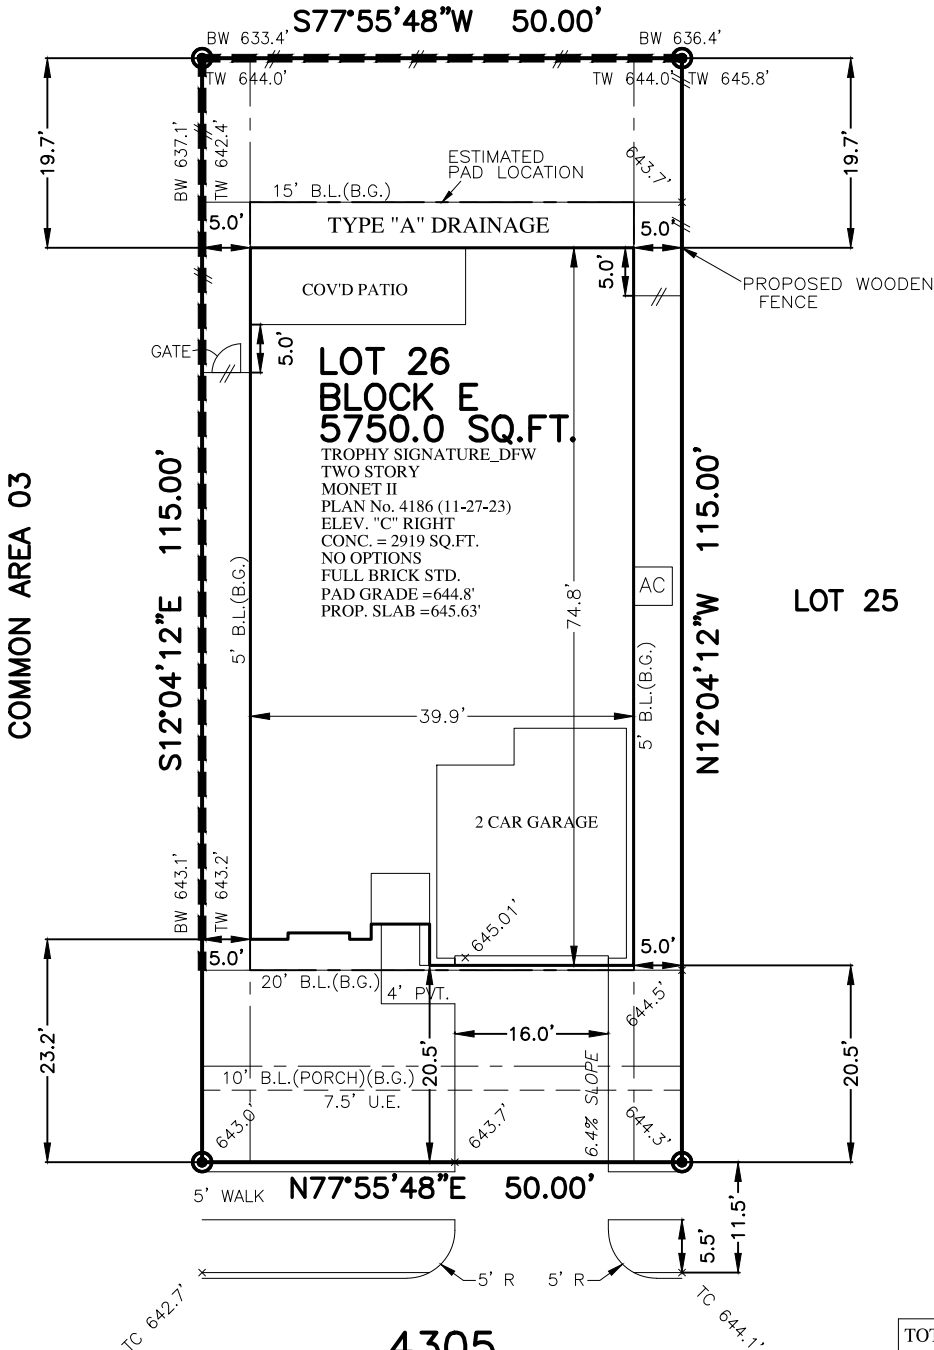 S77°55'48"W 50.00'
BW 633.4'
BW 636.4'
TW 644.0'
TW 644.0'
TW 645.8'
19.7'
19.7'
BW 637.1'
TW 642.4'
643.7'
ESTIMATED
PAD LOCATION
15' B.L.(B.G.)
5.0'
TYPE "A" DRAINAGE
5.0'
5.0'
COV'D PATIO
PROPOSED WOODEN
FENCE
GATE
5.0'
LOT 26
BLOCK E
5750.0 SQ.FT.
TROPHY SIGNATURE_DFW
TWO STORY
MONET II
PLAN No. 4186 (11-27-23)
ELEV. "C" RIGHT
CONC. = 2919 SQ.FT.
NO OPTIONS
FULL BRICK STD.
PAD GRADE =644.8'
PROP. SLAB =645.63'
COMMON AREA 03
S12°04'12"E 115.00'
N12°04'12"W 115.00'
5' B.L.(B.G.)
74.8'
AC
LOT 25
5' B.L.(B.G.)
39.9'
2 CAR GARAGE
BW 643.1'
TW 643.2'
645.01'
5.0'
5.0'
20' B.L.(B.G.)
4' PVT.
644.5'
23.2'
16.0'
20.5'
20.5'
6.4% SLOPE
10' B.L.(PORCH)(B.G.)
7.5' U.E.
643.0'
643.7'
644.3'
N77°55'48"E 50.00'
5' WALK
11.5'
5.5'
5' R
5' R
TC 642.7'
TC 644.1'
4305
TOT